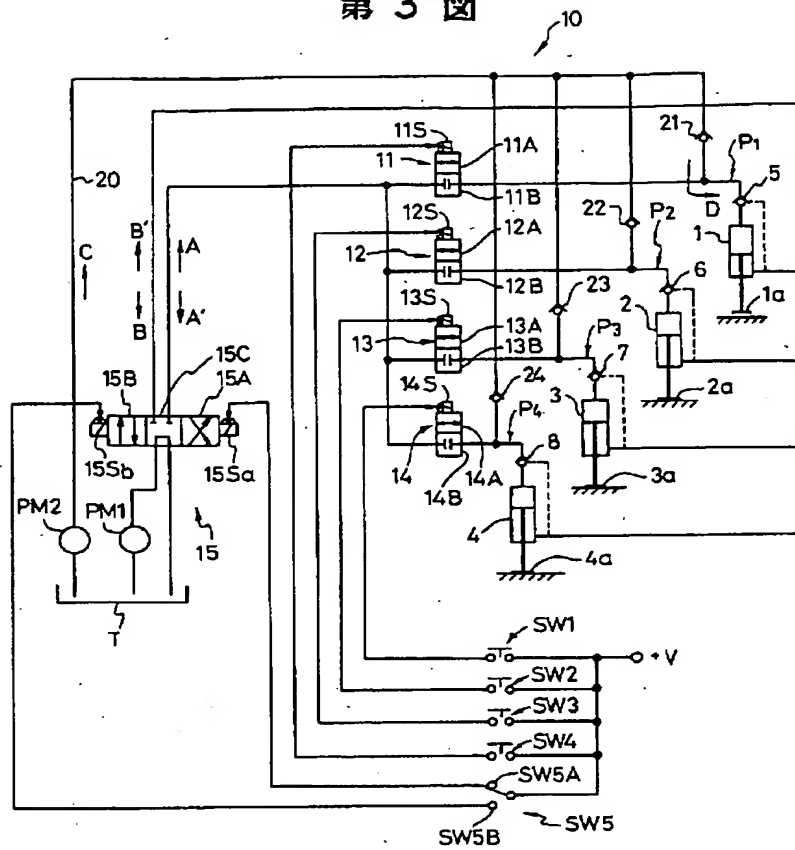 第 3 図
10
11S
11
11A
11B
21
P1
5
D
1
1a
20
12S
12A
12
12B
22
P2
6
2
2a
C
B'
A
B
A'
13S
13
13A
13B
23
P3
7
3
3a
15C
15B
15A
14S
24
P4
8
14
14A
14B
4
4a
15Sb
15Sa
PM2
PM1
15
T
SW1
+V
SW2
SW3
SW4
SW5A
SW5B
SW5